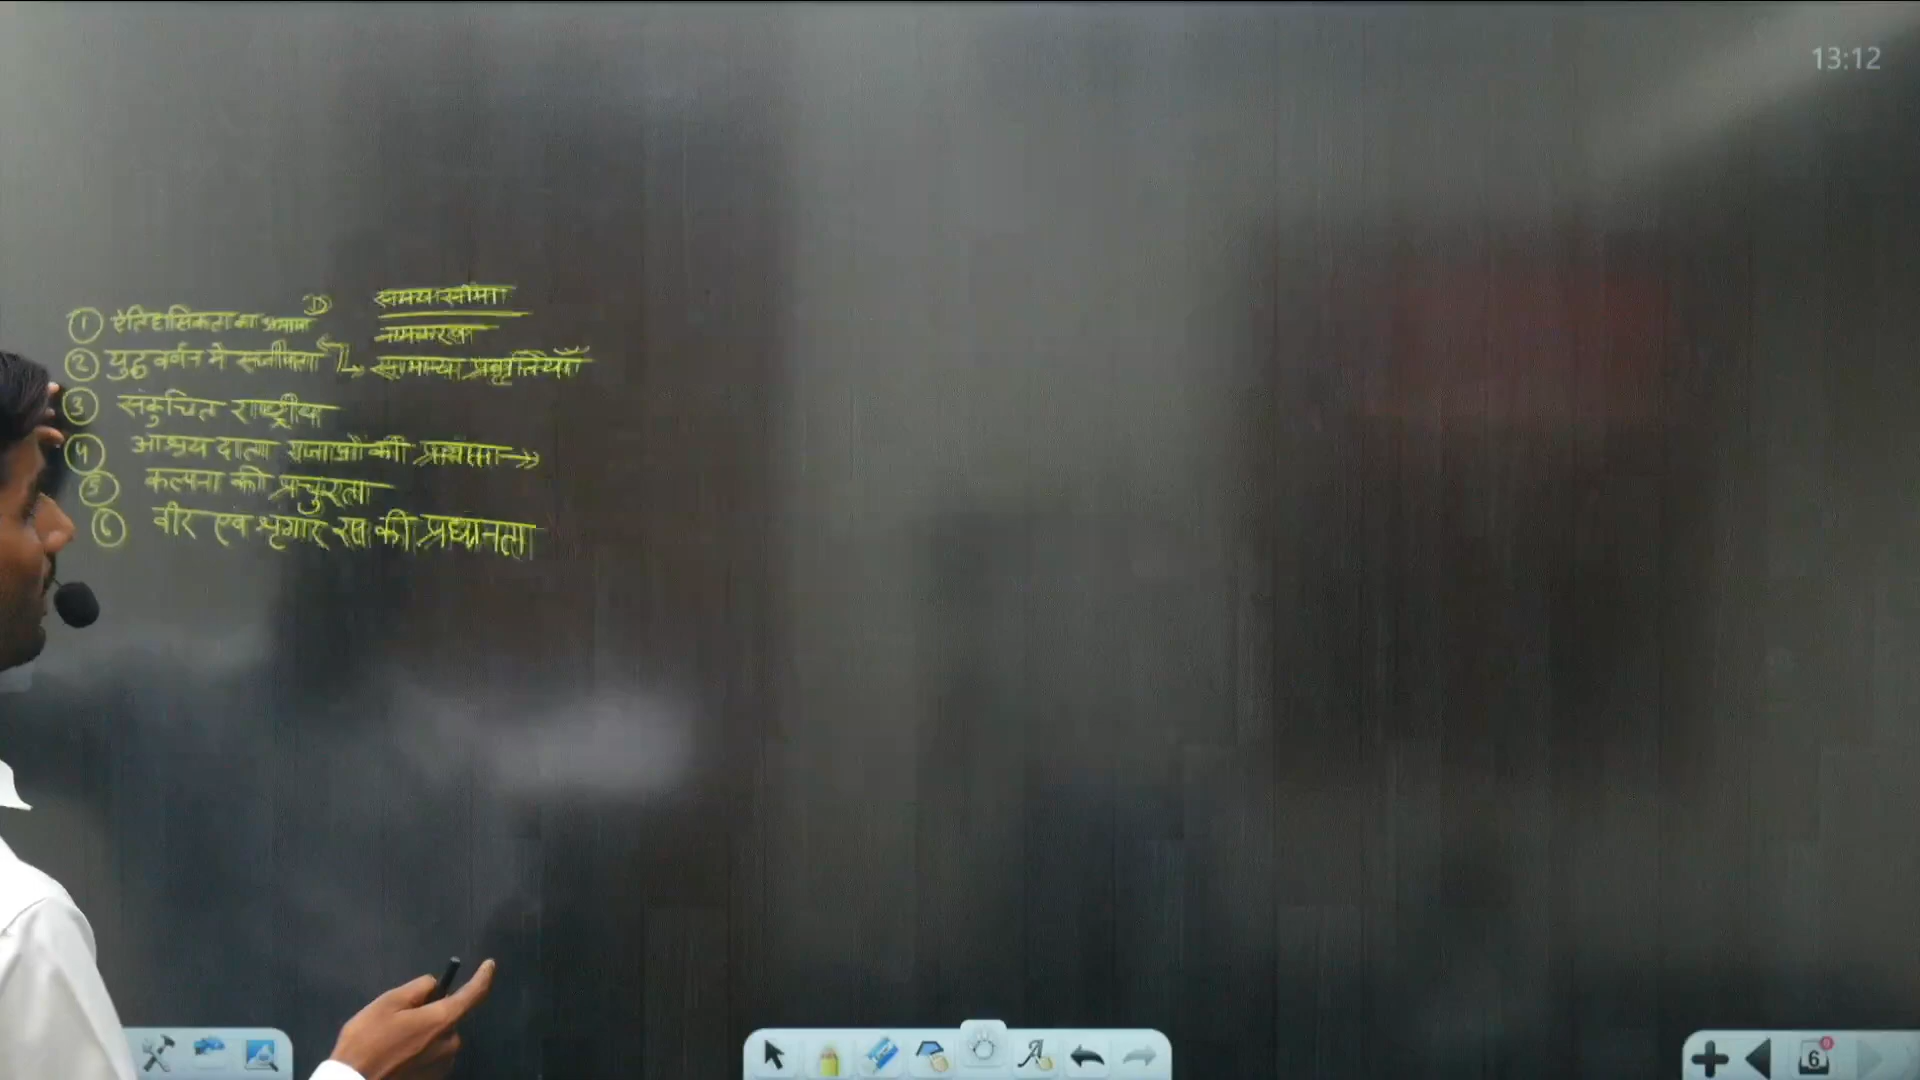 13:12
समय सीमा
नामकरण
सामान्या प्रवृत्तियाँ
① ऐतिहासिकता का अभाव
② युद्ध वर्णन में सजीवता
③ संकुचित राष्ट्रीया
④ आश्रय दाता राजाओं की प्रशंसा
⑤ कल्पना की प्रचुरता
⑥ वीर एव श्रृगार रस की प्रधानता
6